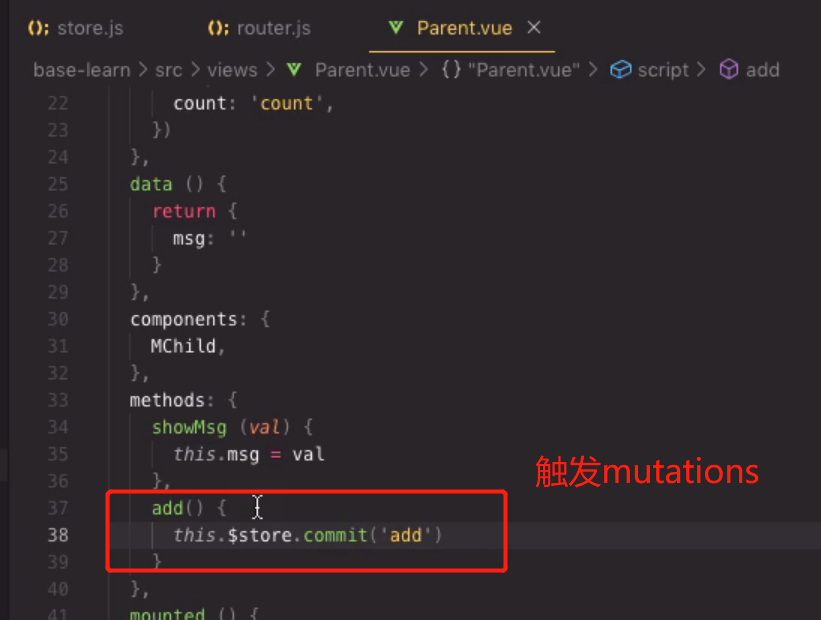 store.js router.js Parent.vue
base-learn > src > views > Parent.vue > {} "Parent.vue" > script > add
22 count: 'count',
23 })
24 },
25 data () {
26 return {
27 msg: ''
28 }
29 },
30 components: {
31 MChild,
32 },
33 methods: {
34 showMsg (val) {
35 this.msg = val
36 },
触发mutations
37 add() {
38 this.$store.commit('add')
39 }
40 },
41 mounted () {